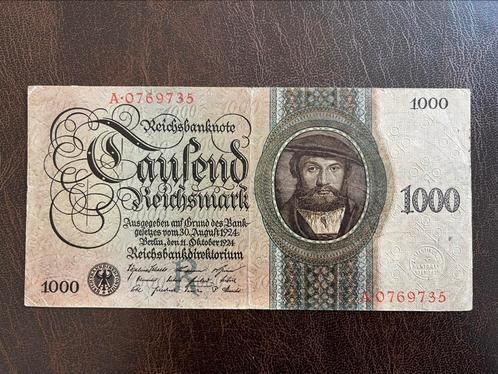 A·0769735
1000
Reichsbanknote
Tausend
Reichsmark
1000
Ausgegeben auf Grund des Bank-
gesetzes vom 30. August 1924
Berlin, den 11. Oktober 1924
Reichsbankdirektorium
1000
A·0769735